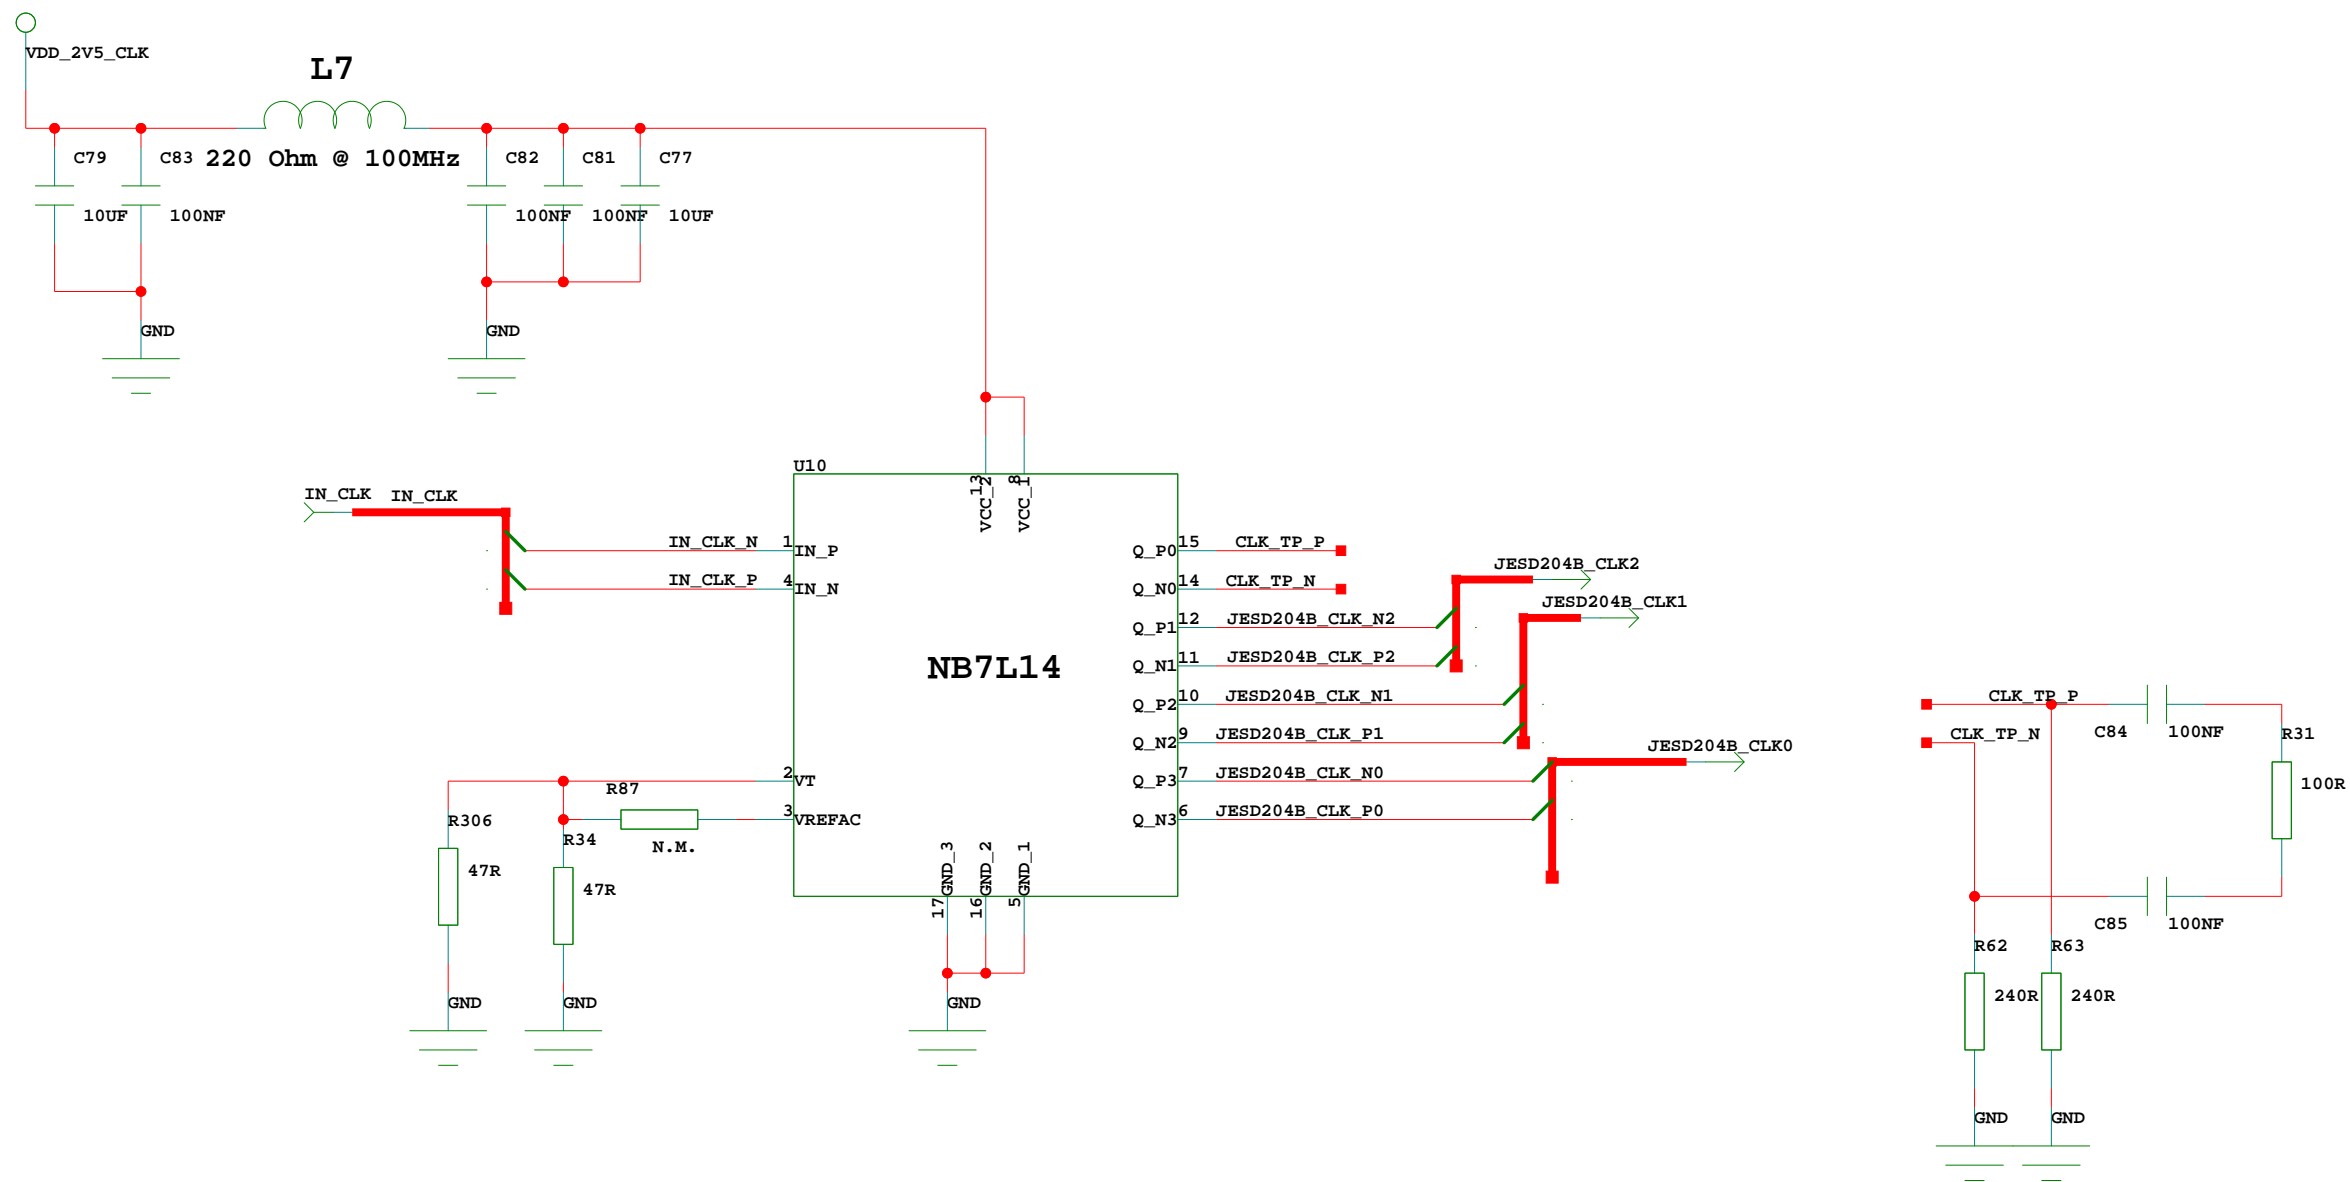 VDD_2V5_CLK
L7
C79
C83
220 Ohm @ 100MHz
C82
C81
C77
10UF
100NF
100NF
100NF
10UF
GND
GND
U10
IN_CLK
IN_CLK
13
VCC_2
8
VCC_1
IN_CLK_N
1
IN_P
IN_CLK_P
4
IN_N
Q_P0
15
CLK_TP_P
Q_N0
14
CLK_TP_N
Q_P1
12
JESD204B_CLK_N2
Q_N1
11
JESD204B_CLK_P2
Q_P2
10
JESD204B_CLK_N1
Q_N2
9
JESD204B_CLK_P1
Q_P3
7
JESD204B_CLK_N0
Q_N3
6
JESD204B_CLK_P0
JESD204B_CLK2
JESD204B_CLK1
JESD204B_CLK0
NB7L14
2
VT
R87
3
VREFAC
N.M.
R306
47R
R34
47R
GND_3
GND_2
GND_1
17
16
5
GND
GND
GND
CLK_TP_P
CLK_TP_N
C84
100NF
R31
100R
C85
100NF
R62
R63
240R
240R
GND
GND